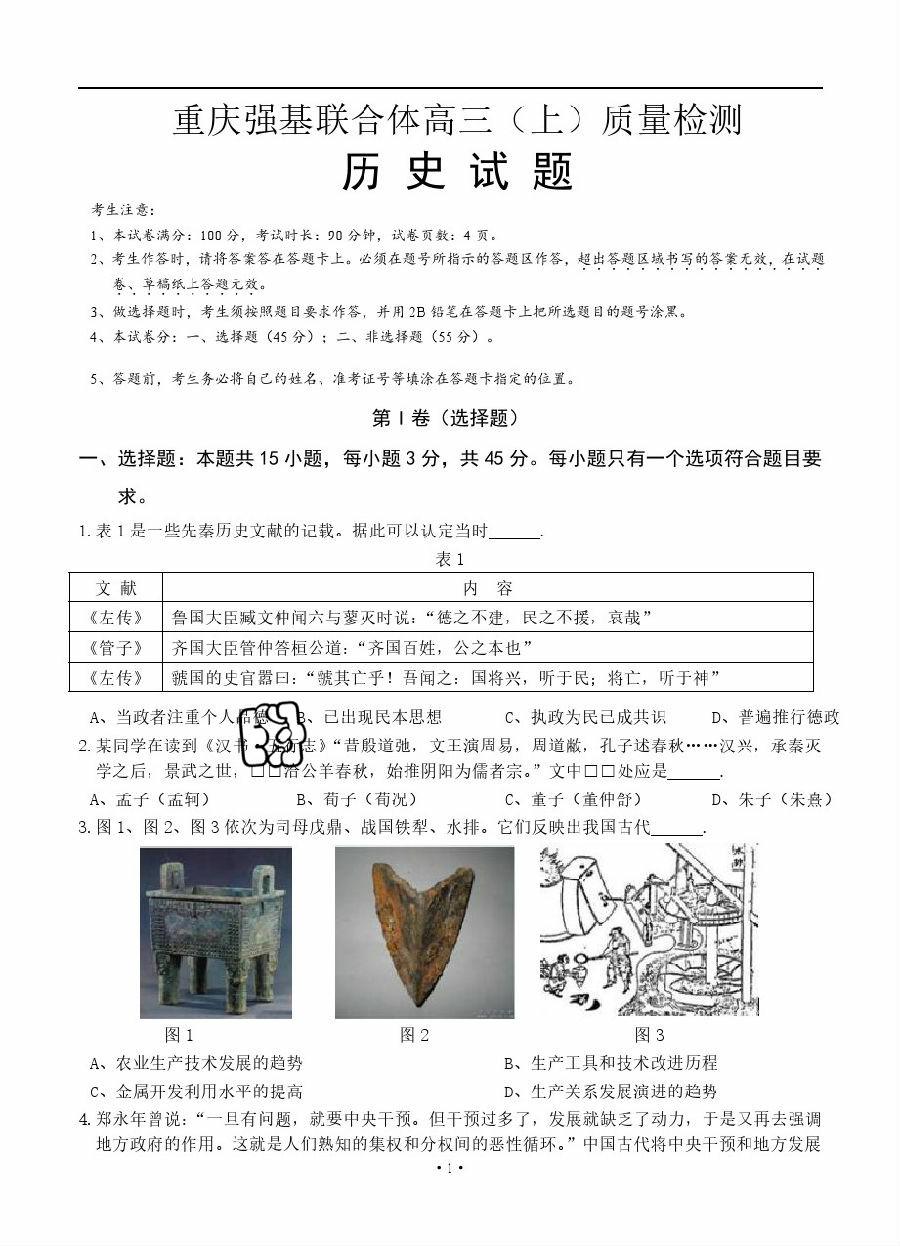 重庆强基联合体高三（上）质量检测
历 史 试 题
考生注意：
1、本试卷满分：100 分，考试时长：90 分钟，试卷页数：4 页。
2、考生作答时，请将答案答在答题卡上。必须在题号所指示的答题区作答，超出答题区域书写的答案无效，在试题
卷、草稿纸上答题无效。
3、做选择题时，考生须按照题目要求作答，并用 2B 铅笔在答题卡上把所选题目的题号涂黑。
4、本试卷分：一、选择题（45 分）；二、非选择题（55 分）。
5、答题前，考生务必将自己的姓名，准考证号等填涂在答题卡指定的位置。
第 I 卷（选择题）
一、选择题：本题共 15 小题，每小题 3 分，共 45 分。每小题只有一个选项符合题目要
求。
1. 表 1 是一些先秦历史文献的记载。据此可以认定当时______.
表 1
文 献 内 容
《左传》 鲁国大臣臧文仲闻六与蓼灭时说：“德之不建，民之不援，哀哉”
《管子》 齐国大臣管仲答桓公道：“齐国百姓，公之本也”
《左传》 虢国的史官嚚曰：“虢其亡乎！吾闻之：国将兴，听于民；将亡，听于神”
A、当政者注重个人品德 B、已出现民本思想 C、执政为民已成共识 D、普遍推行德政
2. 某同学在读到《汉书 志》“昔殷道弛，文王演周易，周道敝，孔子述春秋……汉兴，承秦灭
学之后，景武之世，□□治公羊春秋，始推阴阳为儒者宗。”文中□□处应是______.
A、孟子（孟轲） B、荀子（荀况） C、董子（董仲舒） D、朱子（朱熹）
3. 图 1、图 2、图 3 依次为司母戊鼎、战国铁犁、水排。它们反映出我国古代______.
图 1 图 2 图 3
A、农业生产技术发展的趋势 B、生产工具和技术改进历程
C、金属开发利用水平的提高 D、生产关系发展演进的趋势
4. 郑永年曾说：“一旦有问题，就要中央干预。但干预过多了，发展就缺乏了动力，于是又再去强调
地方政府的作用。这就是人们熟知的集权和分权间的恶性循环。”中国古代将中央干预和地方发展
·1·